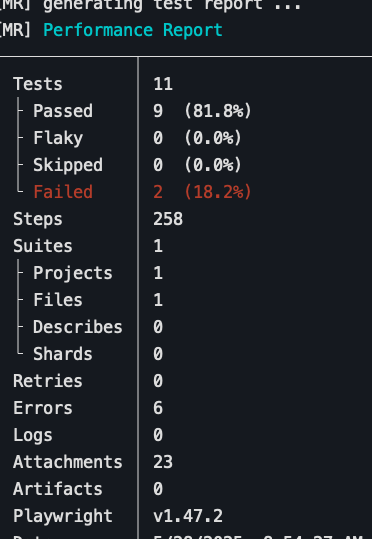 [MR] generating test report ...
[MR] Performance Report
Tests 11
Passed 9 (81.8%)
Flaky 0 (0.0%)
Skipped 0 (0.0%)
Failed 2 (18.2%)
Steps 258
Suites 1
Projects 1
Files 1
Describes 0
Shards 0
Retries 0
Errors 6
Logs 0
Attachments 23
Artifacts 0
Playwright v1.47.2